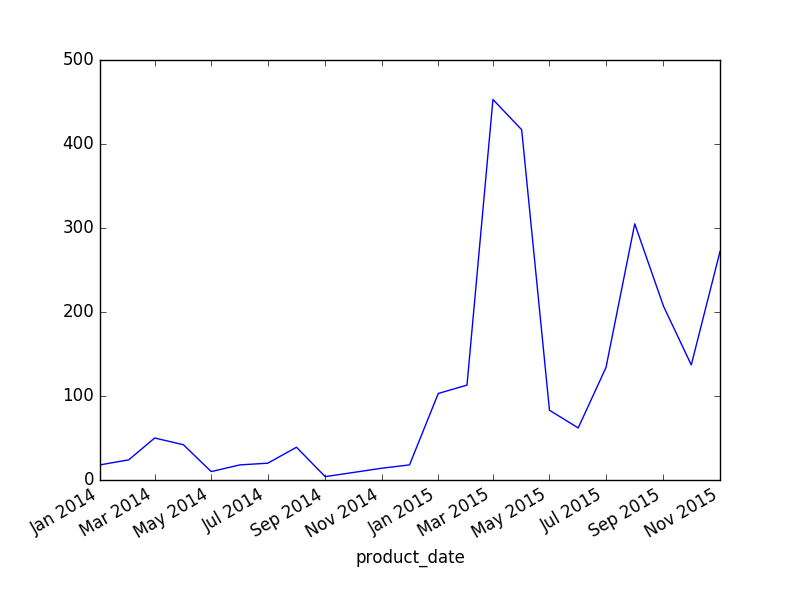 500
400
300
200
100
0
Jan 2014
Mar 2014
May 2014
Jul 2014
Sep 2014
Nov 2014
Jan 2015
Mar 2015
May 2015
Jul 2015
Sep 2015
Nov 2015
product_date